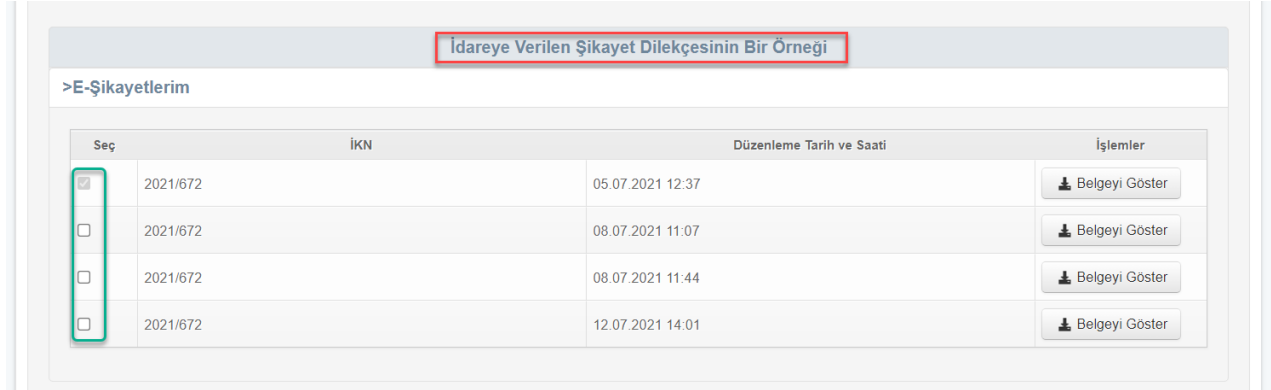 İdareye Verilen Şikayet Dilekçesinin Bir Örneği
>E-Şikayetlerim
Seç İKN Düzenleme Tarih ve Saati İşlemler
2021/672 05.07.2021 12:37 Belgeyi Göster
2021/672 08.07.2021 11:07 Belgeyi Göster
2021/672 08.07.2021 11:44 Belgeyi Göster
2021/672 12.07.2021 14:01 Belgeyi Göster